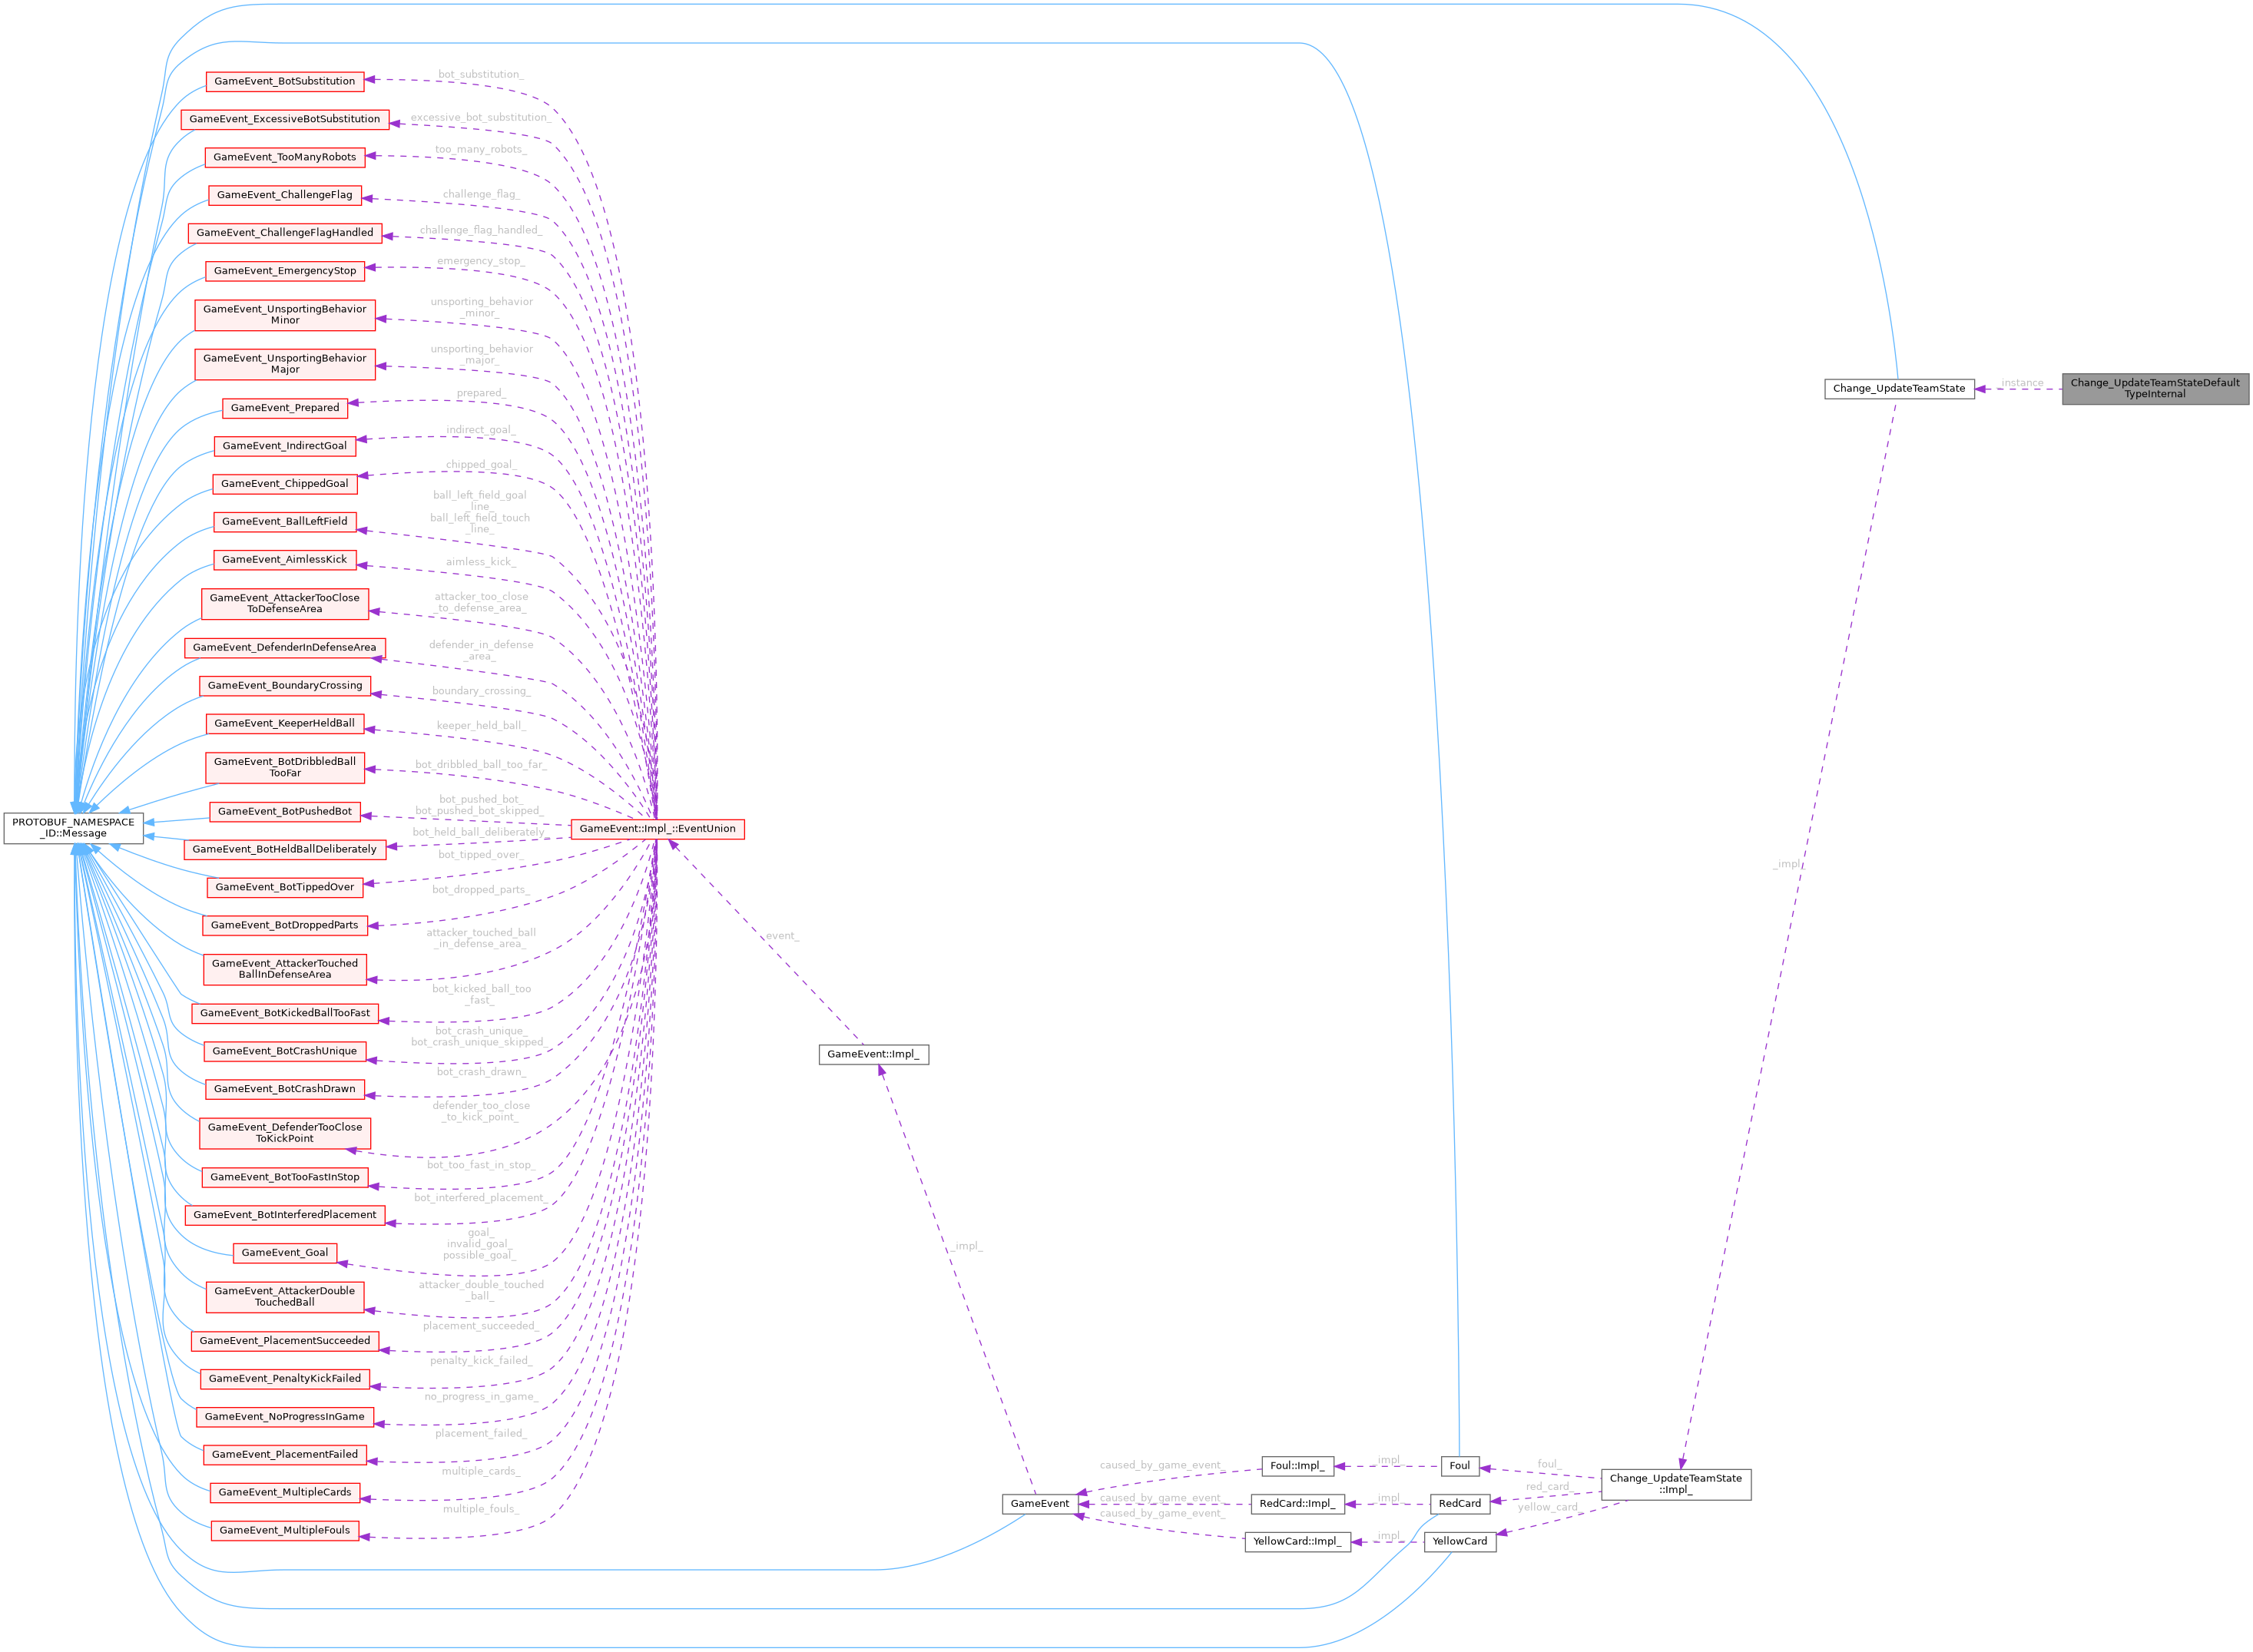 GameEvent_BotSubstitution
bot_substitution_
GameEvent_ExcessiveBotSubstitution
excessive_bot_substitution_
GameEvent_TooManyRobots
too_many_robots_
GameEvent_ChallengeFlag
challenge_flag_
GameEvent_ChallengeFlagHandled
challenge_flag_handled_
GameEvent_EmergencyStop
emergency_stop_
GameEvent_UnsportingBehavior
Minor
unsporting_behavior
_minor_
GameEvent_UnsportingBehavior
Major
unsporting_behavior
_major_
GameEvent_Prepared
prepared_
GameEvent_IndirectGoal
indirect_goal_
GameEvent_ChippedGoal
chipped_goal_
GameEvent_BallLeftField
ball_left_field_goal
_line_
ball_left_field_touch
_line_
GameEvent_AimlessKick
aimless_kick_
GameEvent_AttackerTooClose
ToDefenseArea
attacker_too_close
_to_defense_area_
GameEvent_DefenderInDefenseArea
defender_in_defense
_area_
GameEvent_BoundaryCrossing
boundary_crossing_
GameEvent_KeeperHeldBall
keeper_held_ball_
GameEvent_BotDribbledBall
TooFar
bot_dribbled_ball_too_far_
GameEvent_BotPushedBot
bot_pushed_bot_
bot_pushed_bot_skipped_
PROTOBUF_NAMESPACE
_ID::Message
GameEvent::Impl_::EventUnion
GameEvent_BotHeldBallDeliberately
bot_held_ball_deliberately_
GameEvent_BotTippedOver
bot_tipped_over_
GameEvent_BotDroppedParts
bot_dropped_parts_
GameEvent_AttackerTouched
BallInDefenseArea
attacker_touched_ball
_in_defense_area_
GameEvent_BotKickedBallTooFast
bot_kicked_ball_too
_fast_
GameEvent_BotCrashUnique
bot_crash_unique_
bot_crash_unique_skipped_
GameEvent_BotCrashDrawn
bot_crash_drawn_
GameEvent_DefenderTooClose
ToKickPoint
defender_too_close
_to_kick_point_
GameEvent_BotTooFastInStop
bot_too_fast_in_stop_
GameEvent_BotInterferedPlacement
bot_interfered_placement_
GameEvent_Goal
goal_
invalid_goal_
possible_goal_
GameEvent_AttackerDouble
TouchedBall
attacker_double_touched
_ball_
GameEvent_PlacementSucceeded
placement_succeeded_
GameEvent_PenaltyKickFailed
penalty_kick_failed_
GameEvent_NoProgressInGame
no_progress_in_game_
GameEvent_PlacementFailed
placement_failed_
GameEvent_MultipleCards
multiple_cards_
GameEvent_MultipleFouls
multiple_fouls_
event_
GameEvent::Impl_
_impl_
GameEvent
caused_by_game_event_
caused_by_game_event_
caused_by_game_event_
Foul::Impl_
RedCard::Impl_
YellowCard::Impl_
_impl_
_impl_
_impl_
Foul
RedCard
YellowCard
foul_
red_card_
yellow_card_
Change_UpdateTeamState
::Impl_
_impl_
Change_UpdateTeamState
instance
Change_UpdateTeamStateDefault
TypeInternal